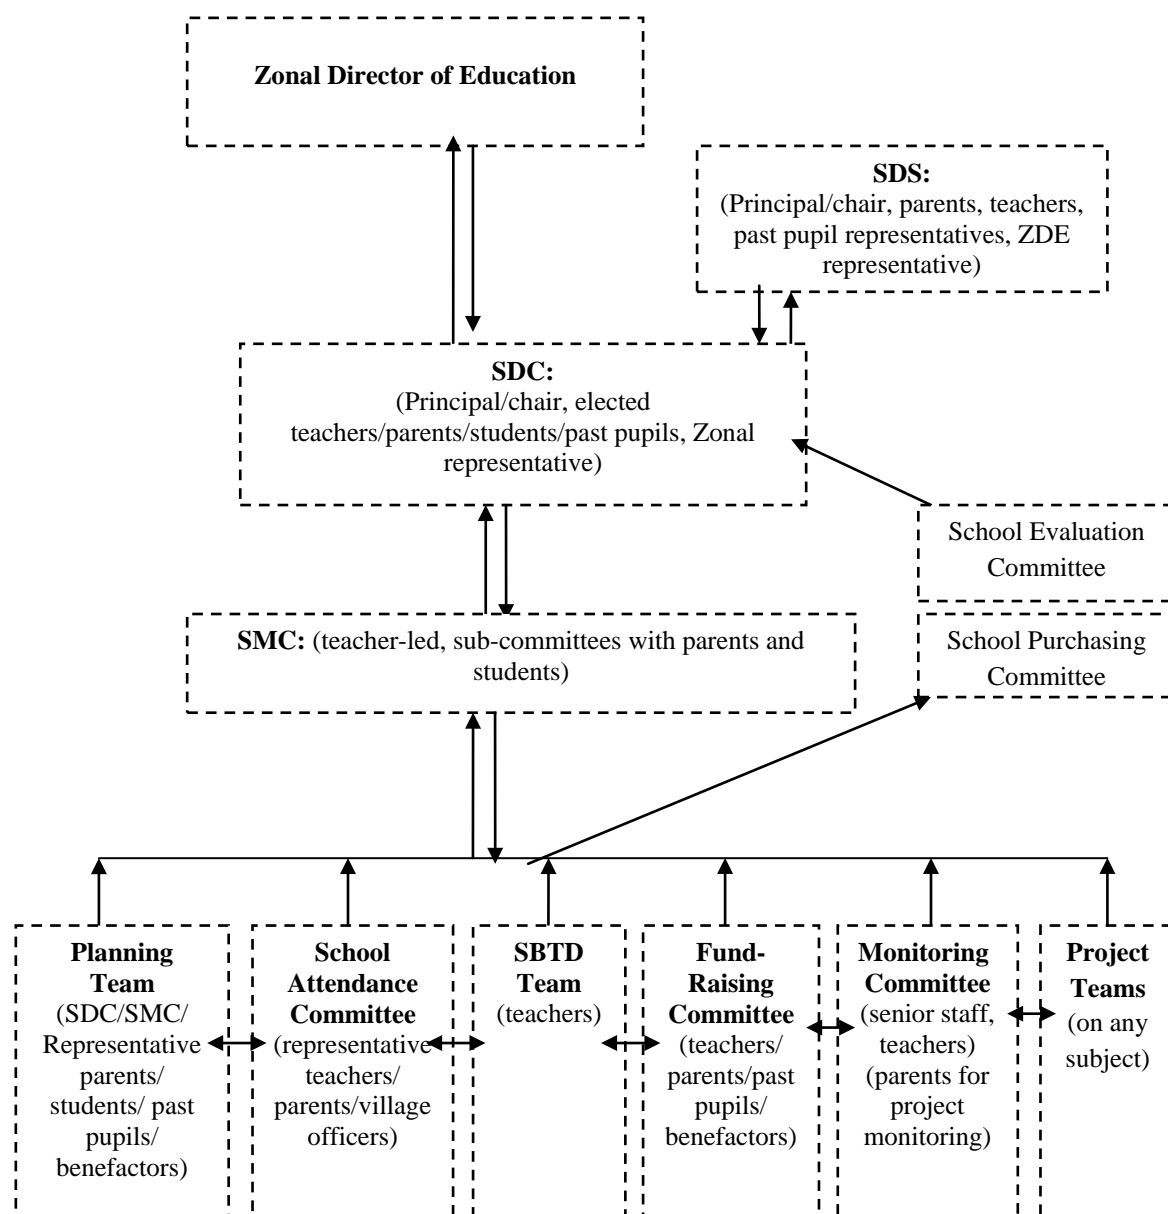 Zonal Director of Education
SDS:
(Principal/chair, parents, teachers,
past pupil representatives, ZDE
representative)
SDC:
(Principal/chair, elected
teachers/parents/students/past pupils, Zonal
representative)
School Evaluation
Committee
SMC: (teacher-led, sub-committees with parents and
students)
School Purchasing
Committee
Planning
Team
(SDC/SMC/
Representative
parents/
students/ past
pupils/
benefactors)
School
Attendance
Committee
(representative
teachers/
parents/village
officers)
SBTD
Team
(teachers)
Fund-
Raising
Committee
(teachers/
parents/past
pupils/
benefactors)
Monitoring
Committee
(senior staff,
teachers)
(parents for
project
monitoring)
Project
Teams
(on any
subject)